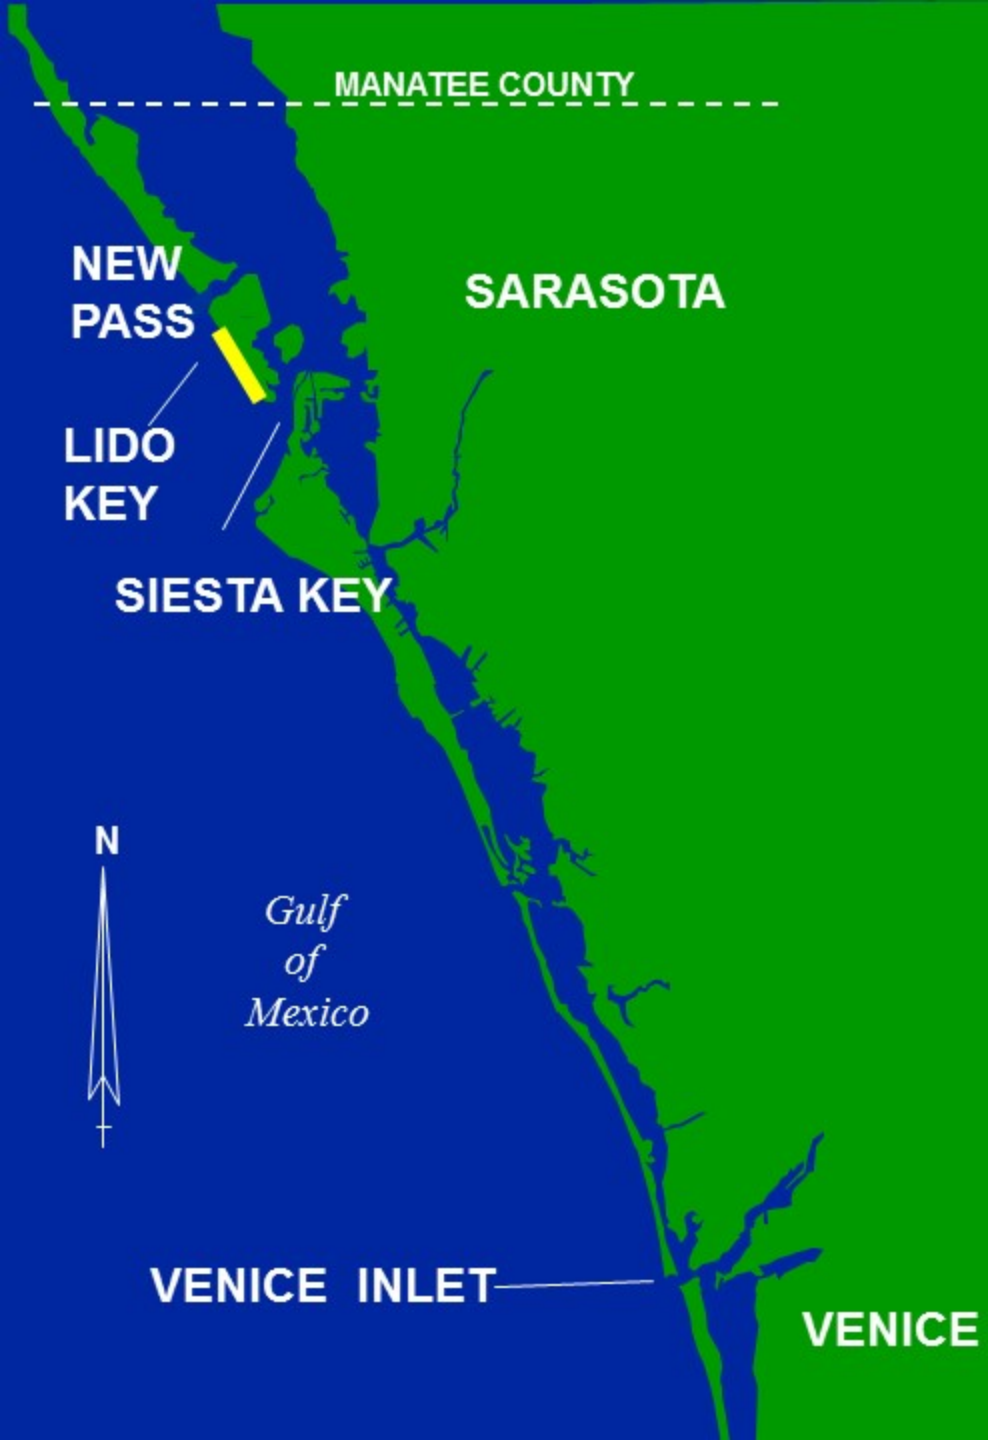 MANATEE COUNTY
NEW
PASS
SARASOTA
LIDO
KEY
SIESTA KEY
N
Gulf
of
Mexico
VENICE INLET
VENICE